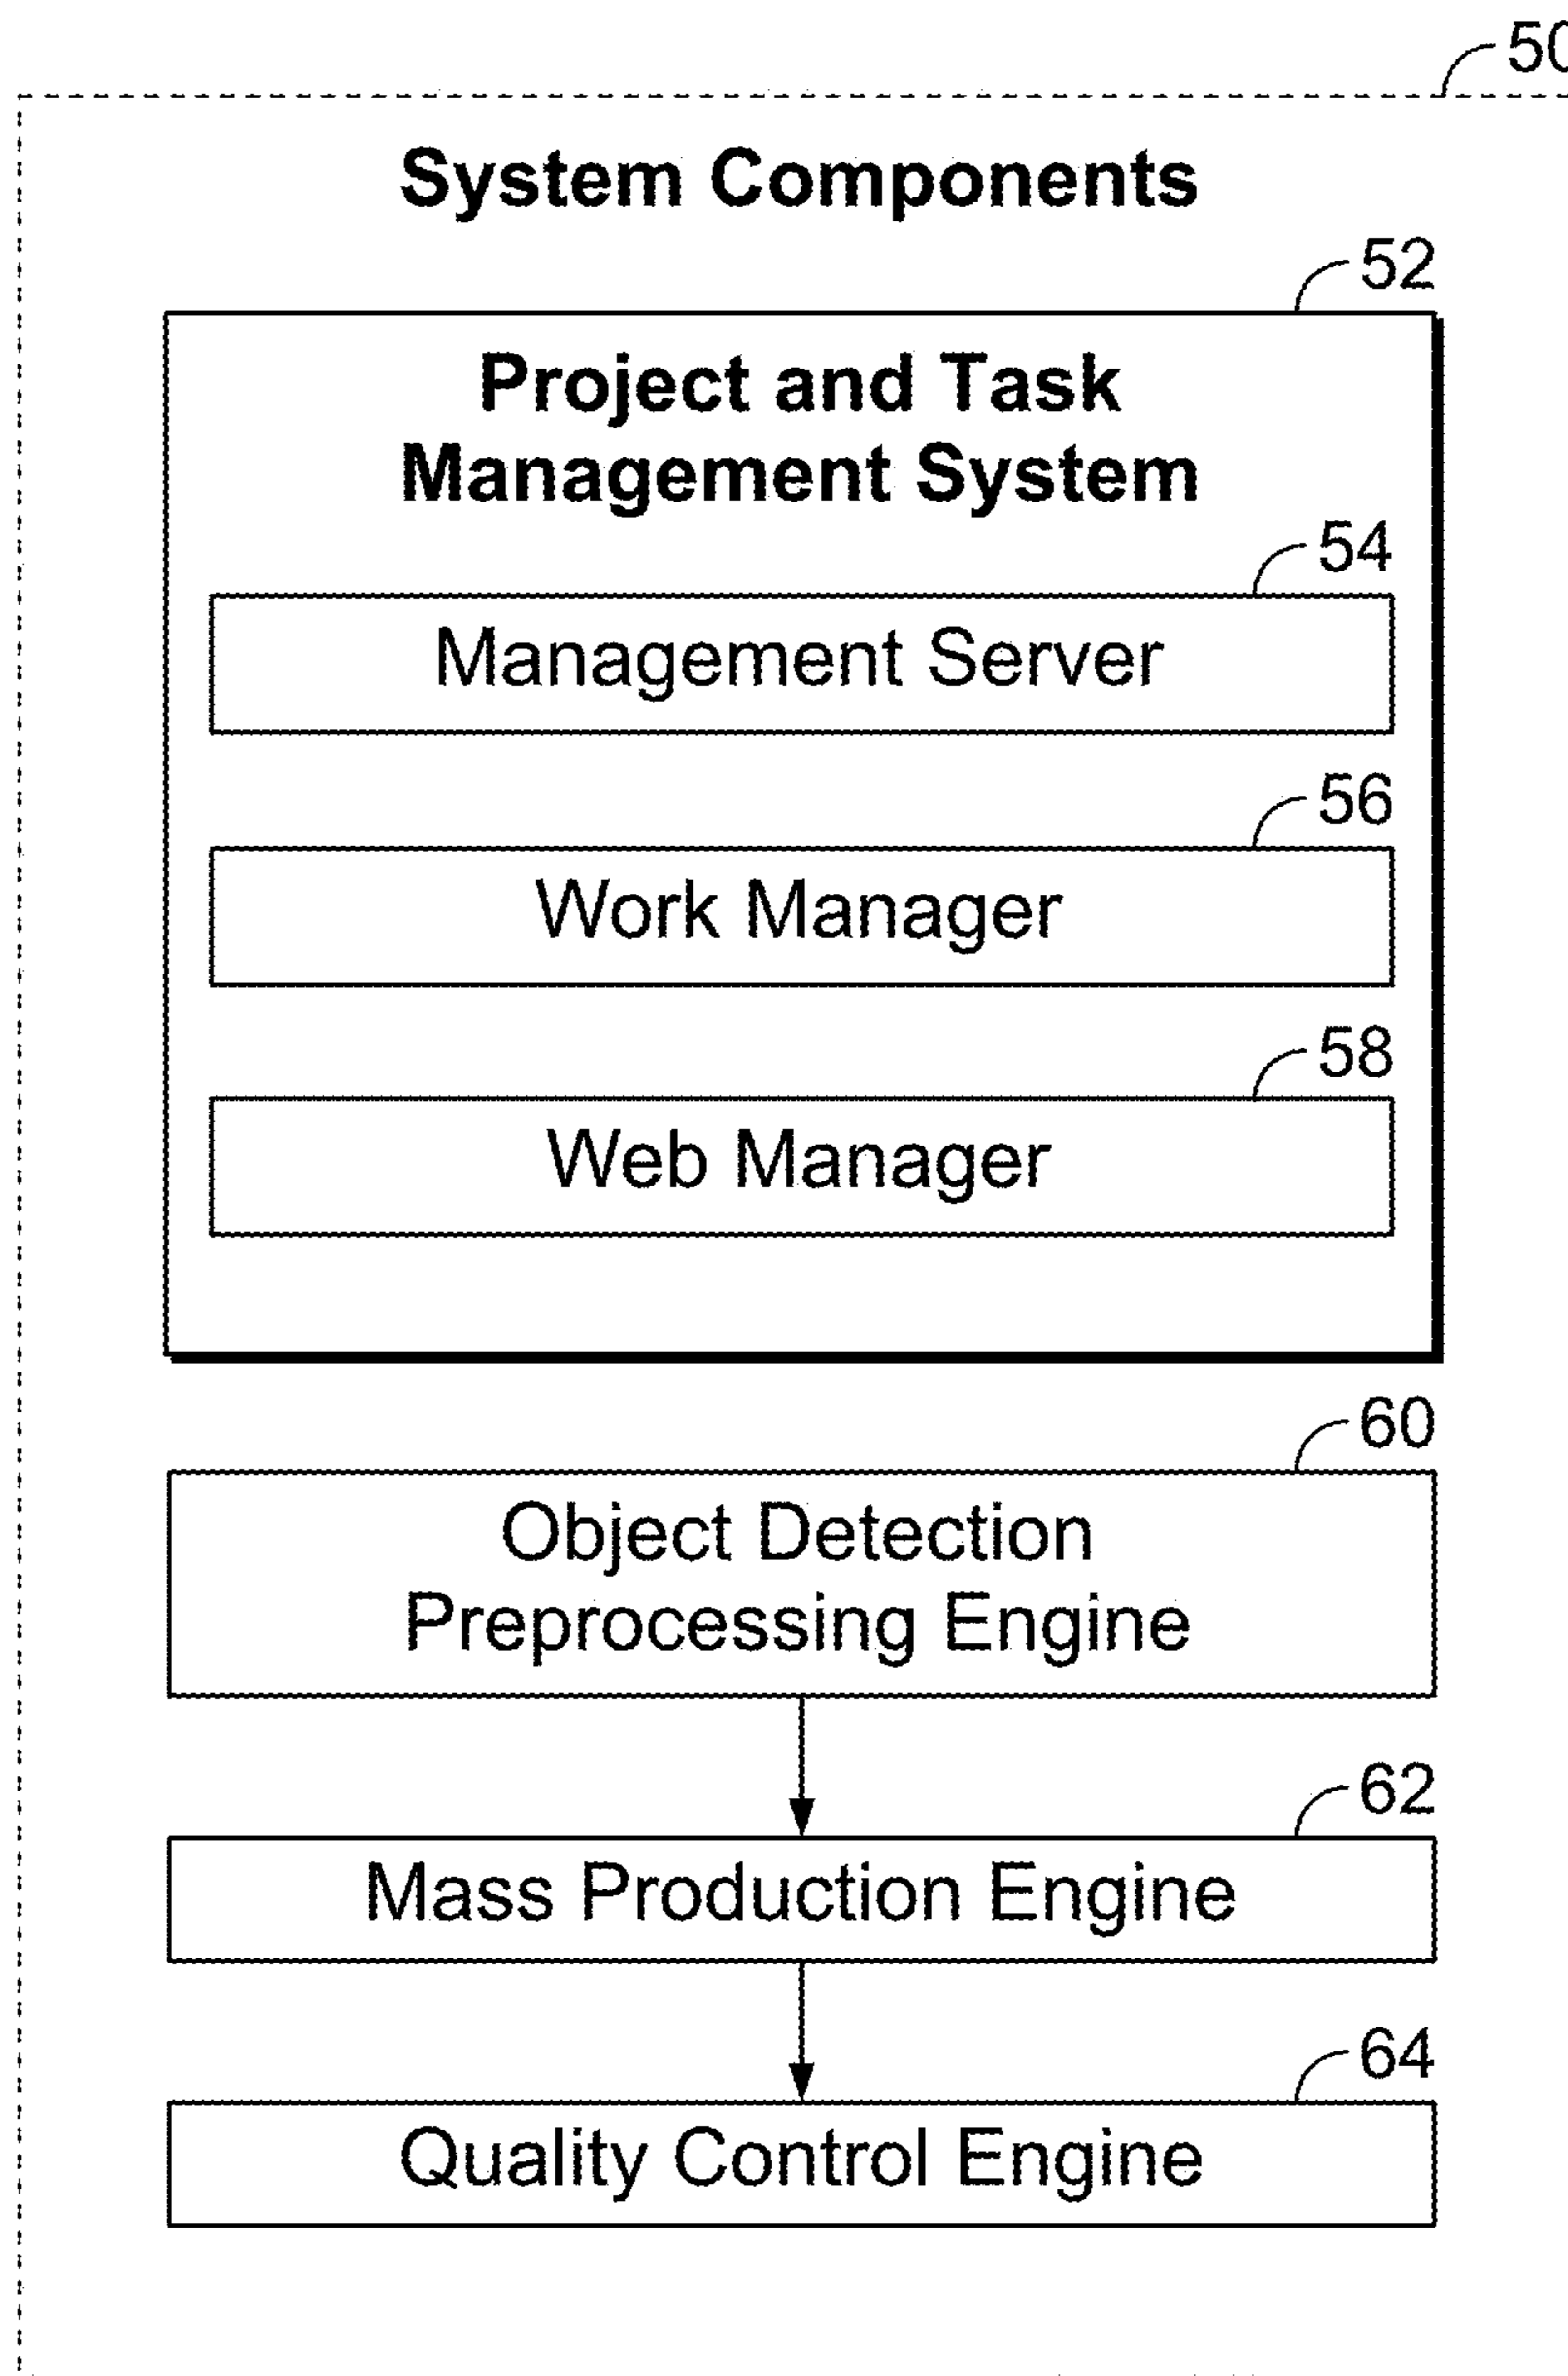 50
System Components
52
Project and Task
Management System
54
Management Server
56
Work Manager
58
Web Manager
60
Object Detection
Preprocessing Engine
62
Mass Production Engine
64
Quality Control Engine